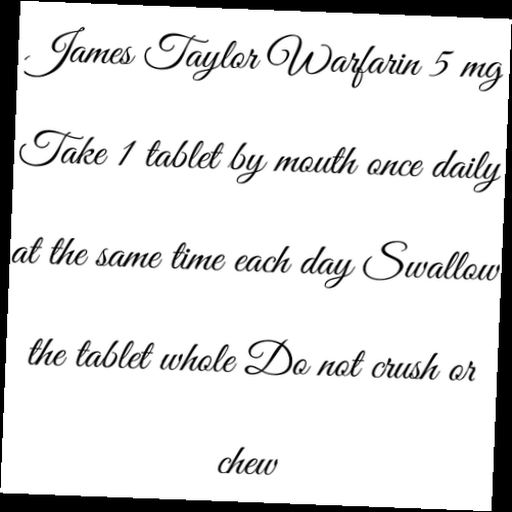 James Taylor Warfarin 5 mg
Take 1 tablet by mouth once daily
at the same time each day Swallow
the tablet whole Do not crush or
chew